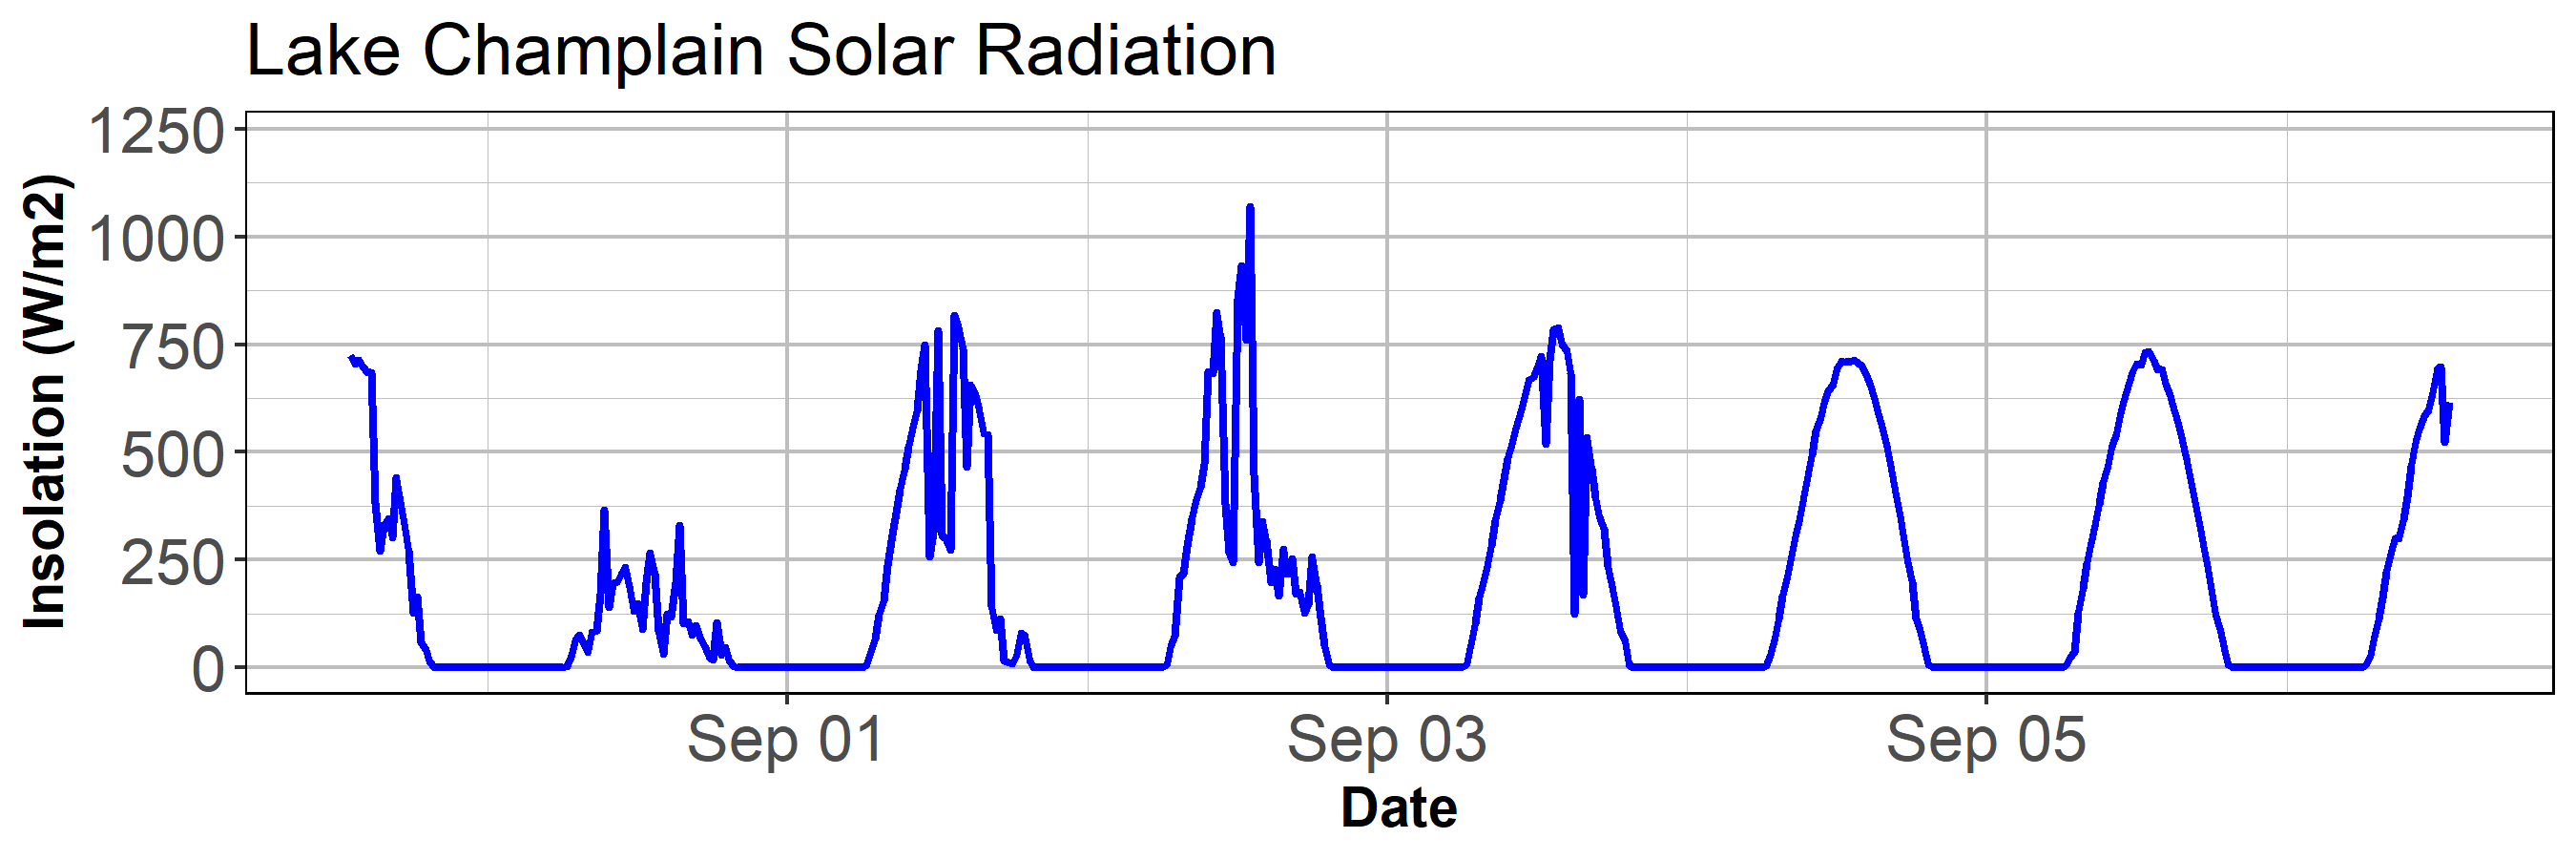 Lake Champlain Solar Radiation
Insolation (W/m2)
1250
1000
750
500
250
0
Sep 01 Sep 03 Sep 05
Date